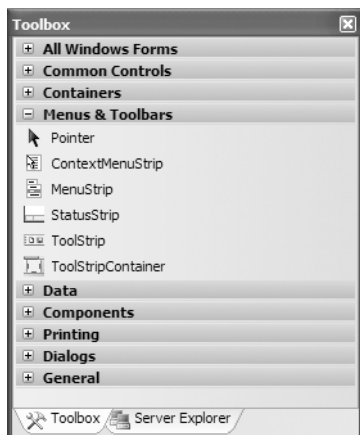 Toolbox
All Windows Forms
Common Controls
Containers
Menus & Toolbars
Pointer
ContextMenuStrip
MenuStrip
StatusStrip
ToolStrip
ToolStripContainer
Data
Components
Printing
Dialogs
General
Toolbox Server Explorer